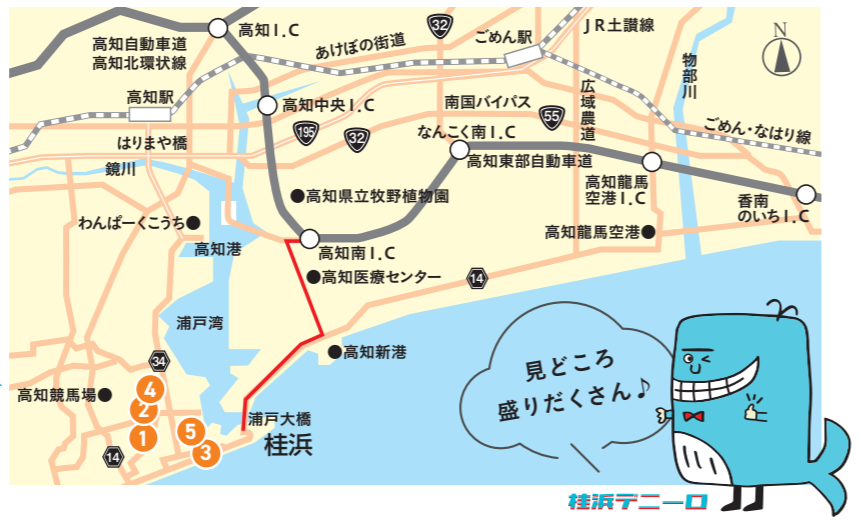 高知I.C
32
ごめん駅
JR土讃線
N
高知自動車道
高知北環状線
あけぼの街道
物部川
高知駅
高知中央I.C
南国バイパス
広域農道
195
32
55
ごめん・なはり線
はりまや橋
なんこく南I.C
鏡川
高知東部自動車道
高知龍馬
空港I.C
高知県立牧野植物園
香南
のいちI.C
わんぱーくこうち
高知港
高知南I.C
高知龍馬空港
高知医療センター
14
浦戸湾
高知新港
34
見どころ
盛りだくさん♪
高知競馬場
4
2
1
5
3
浦戸大橋
桂浜
14
桂浜デニーロ